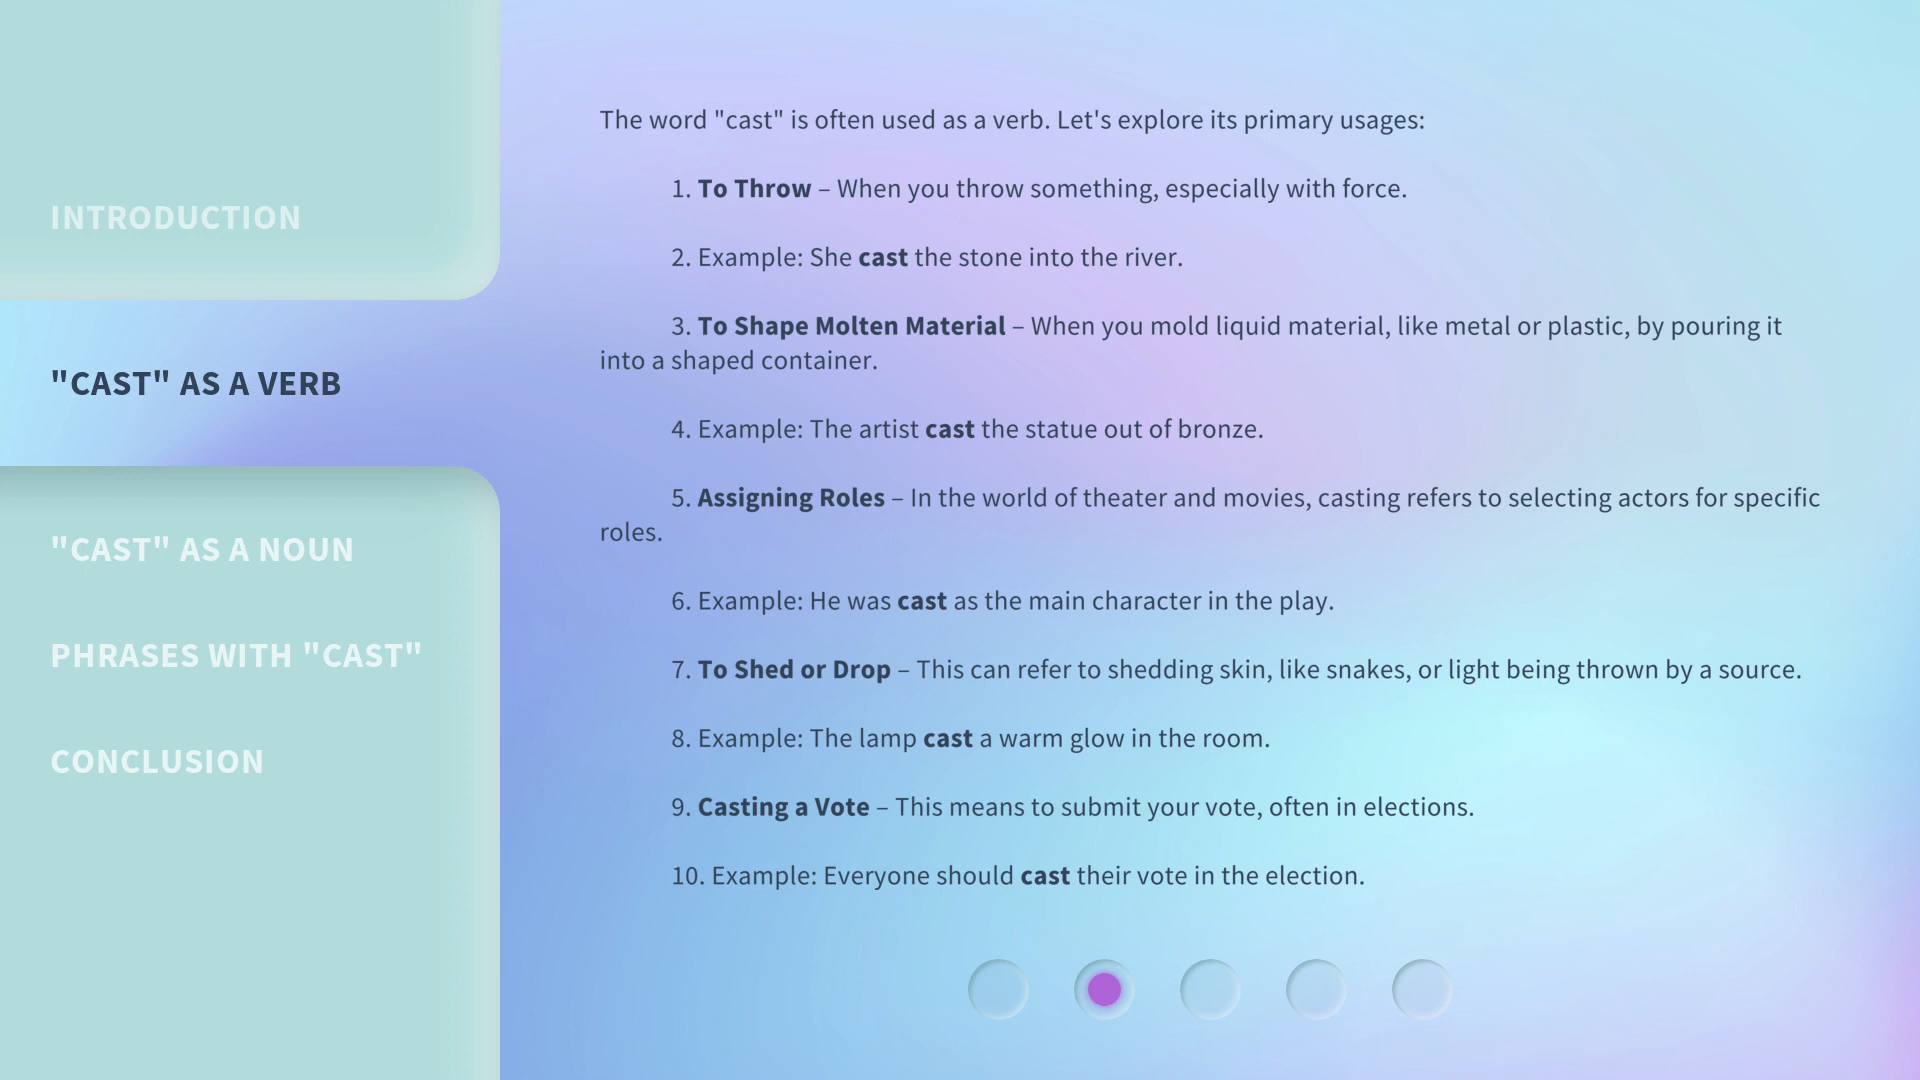 INTRODUCTION
"CAST" AS A VERB
"CAST" AS A NOUN
PHRASES WITH "CAST"
CONCLUSION
The word "cast" is often used as a verb. Let's explore its primary usages:
1. To Throw – When you throw something, especially with force.
2. Example: She cast the stone into the river.
3. To Shape Molten Material – When you mold liquid material, like metal or plastic, by pouring it
into a shaped container.
4. Example: The artist cast the statue out of bronze.
5. Assigning Roles – In the world of theater and movies, casting refers to selecting actors for specific
roles.
6. Example: He was cast as the main character in the play.
7. To Shed or Drop – This can refer to shedding skin, like snakes, or light being thrown by a source.
8. Example: The lamp cast a warm glow in the room.
9. Casting a Vote – This means to submit your vote, often in elections.
10. Example: Everyone should cast their vote in the election.